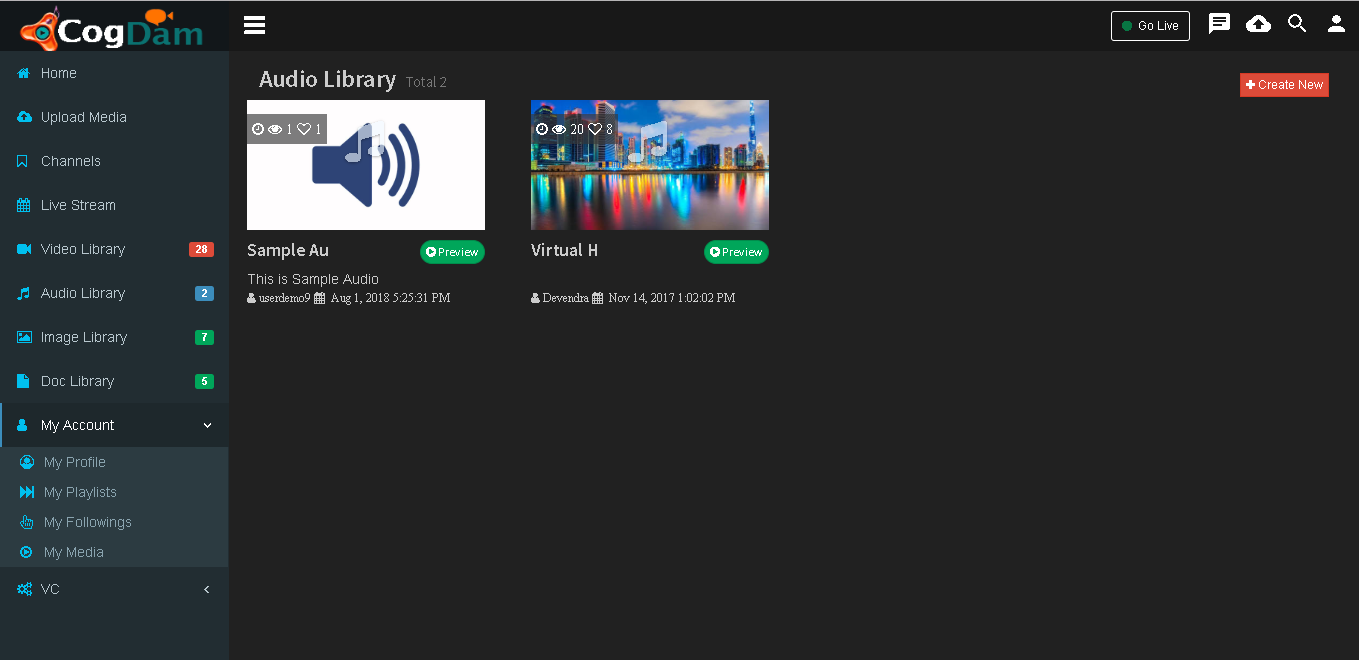 CogDam
Go Live
Home
Upload Media
Channels
Live Stream
Video Library 28
Audio Library 2
Image Library 7
Doc Library 5
My Account
My Profile
My Playlists
My Followings
My Media
VC
Audio Library Total 2
Create New
1 1
Sample Au
Preview
This is Sample Audio
userdemo9 Aug 1, 2018 5:25:31 PM
20 8
Virtual H
Preview
Devendra Nov 14, 2017 1:02:02 PM